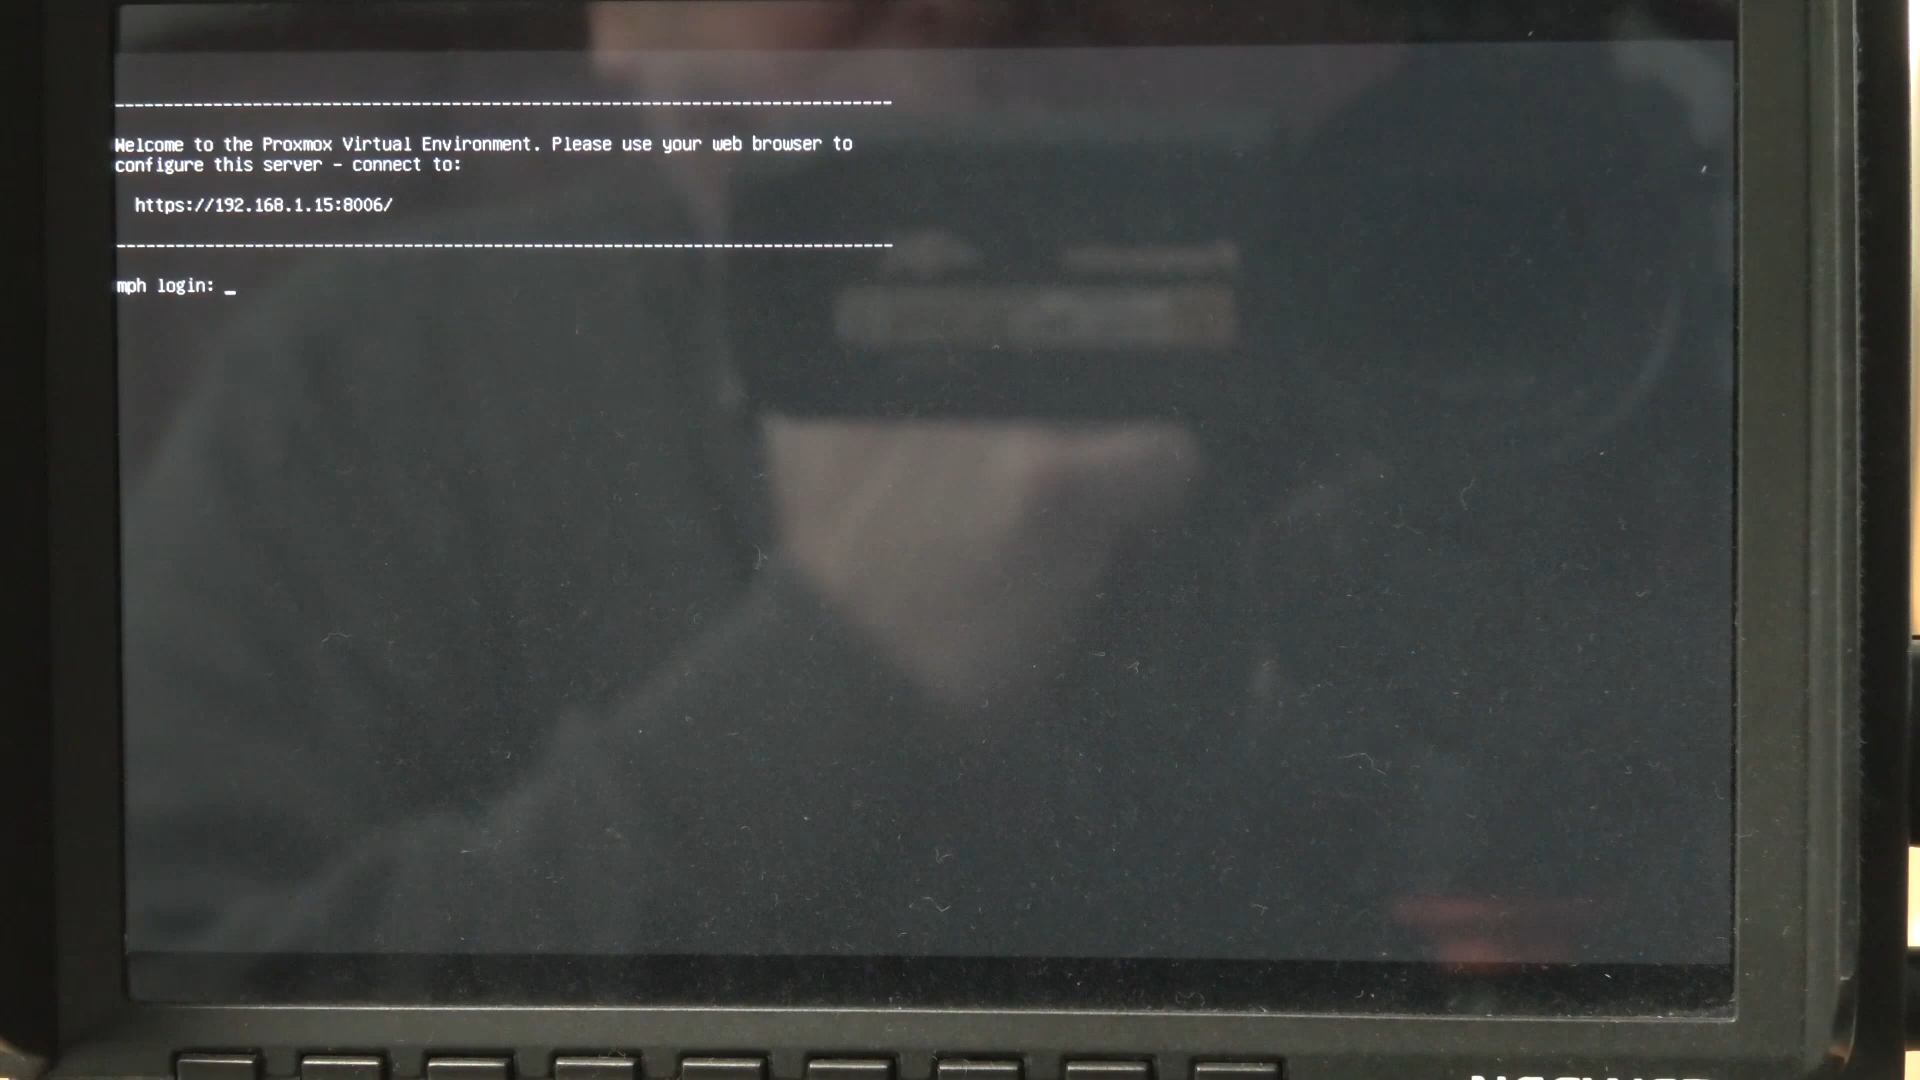 --------------------------------------------------------------------------------
Welcome to the Proxmox Virtual Environment. Please use your web browser to
configure this server - connect to:
https://192.168.1.15:8006/
--------------------------------------------------------------------------------
mph login: _